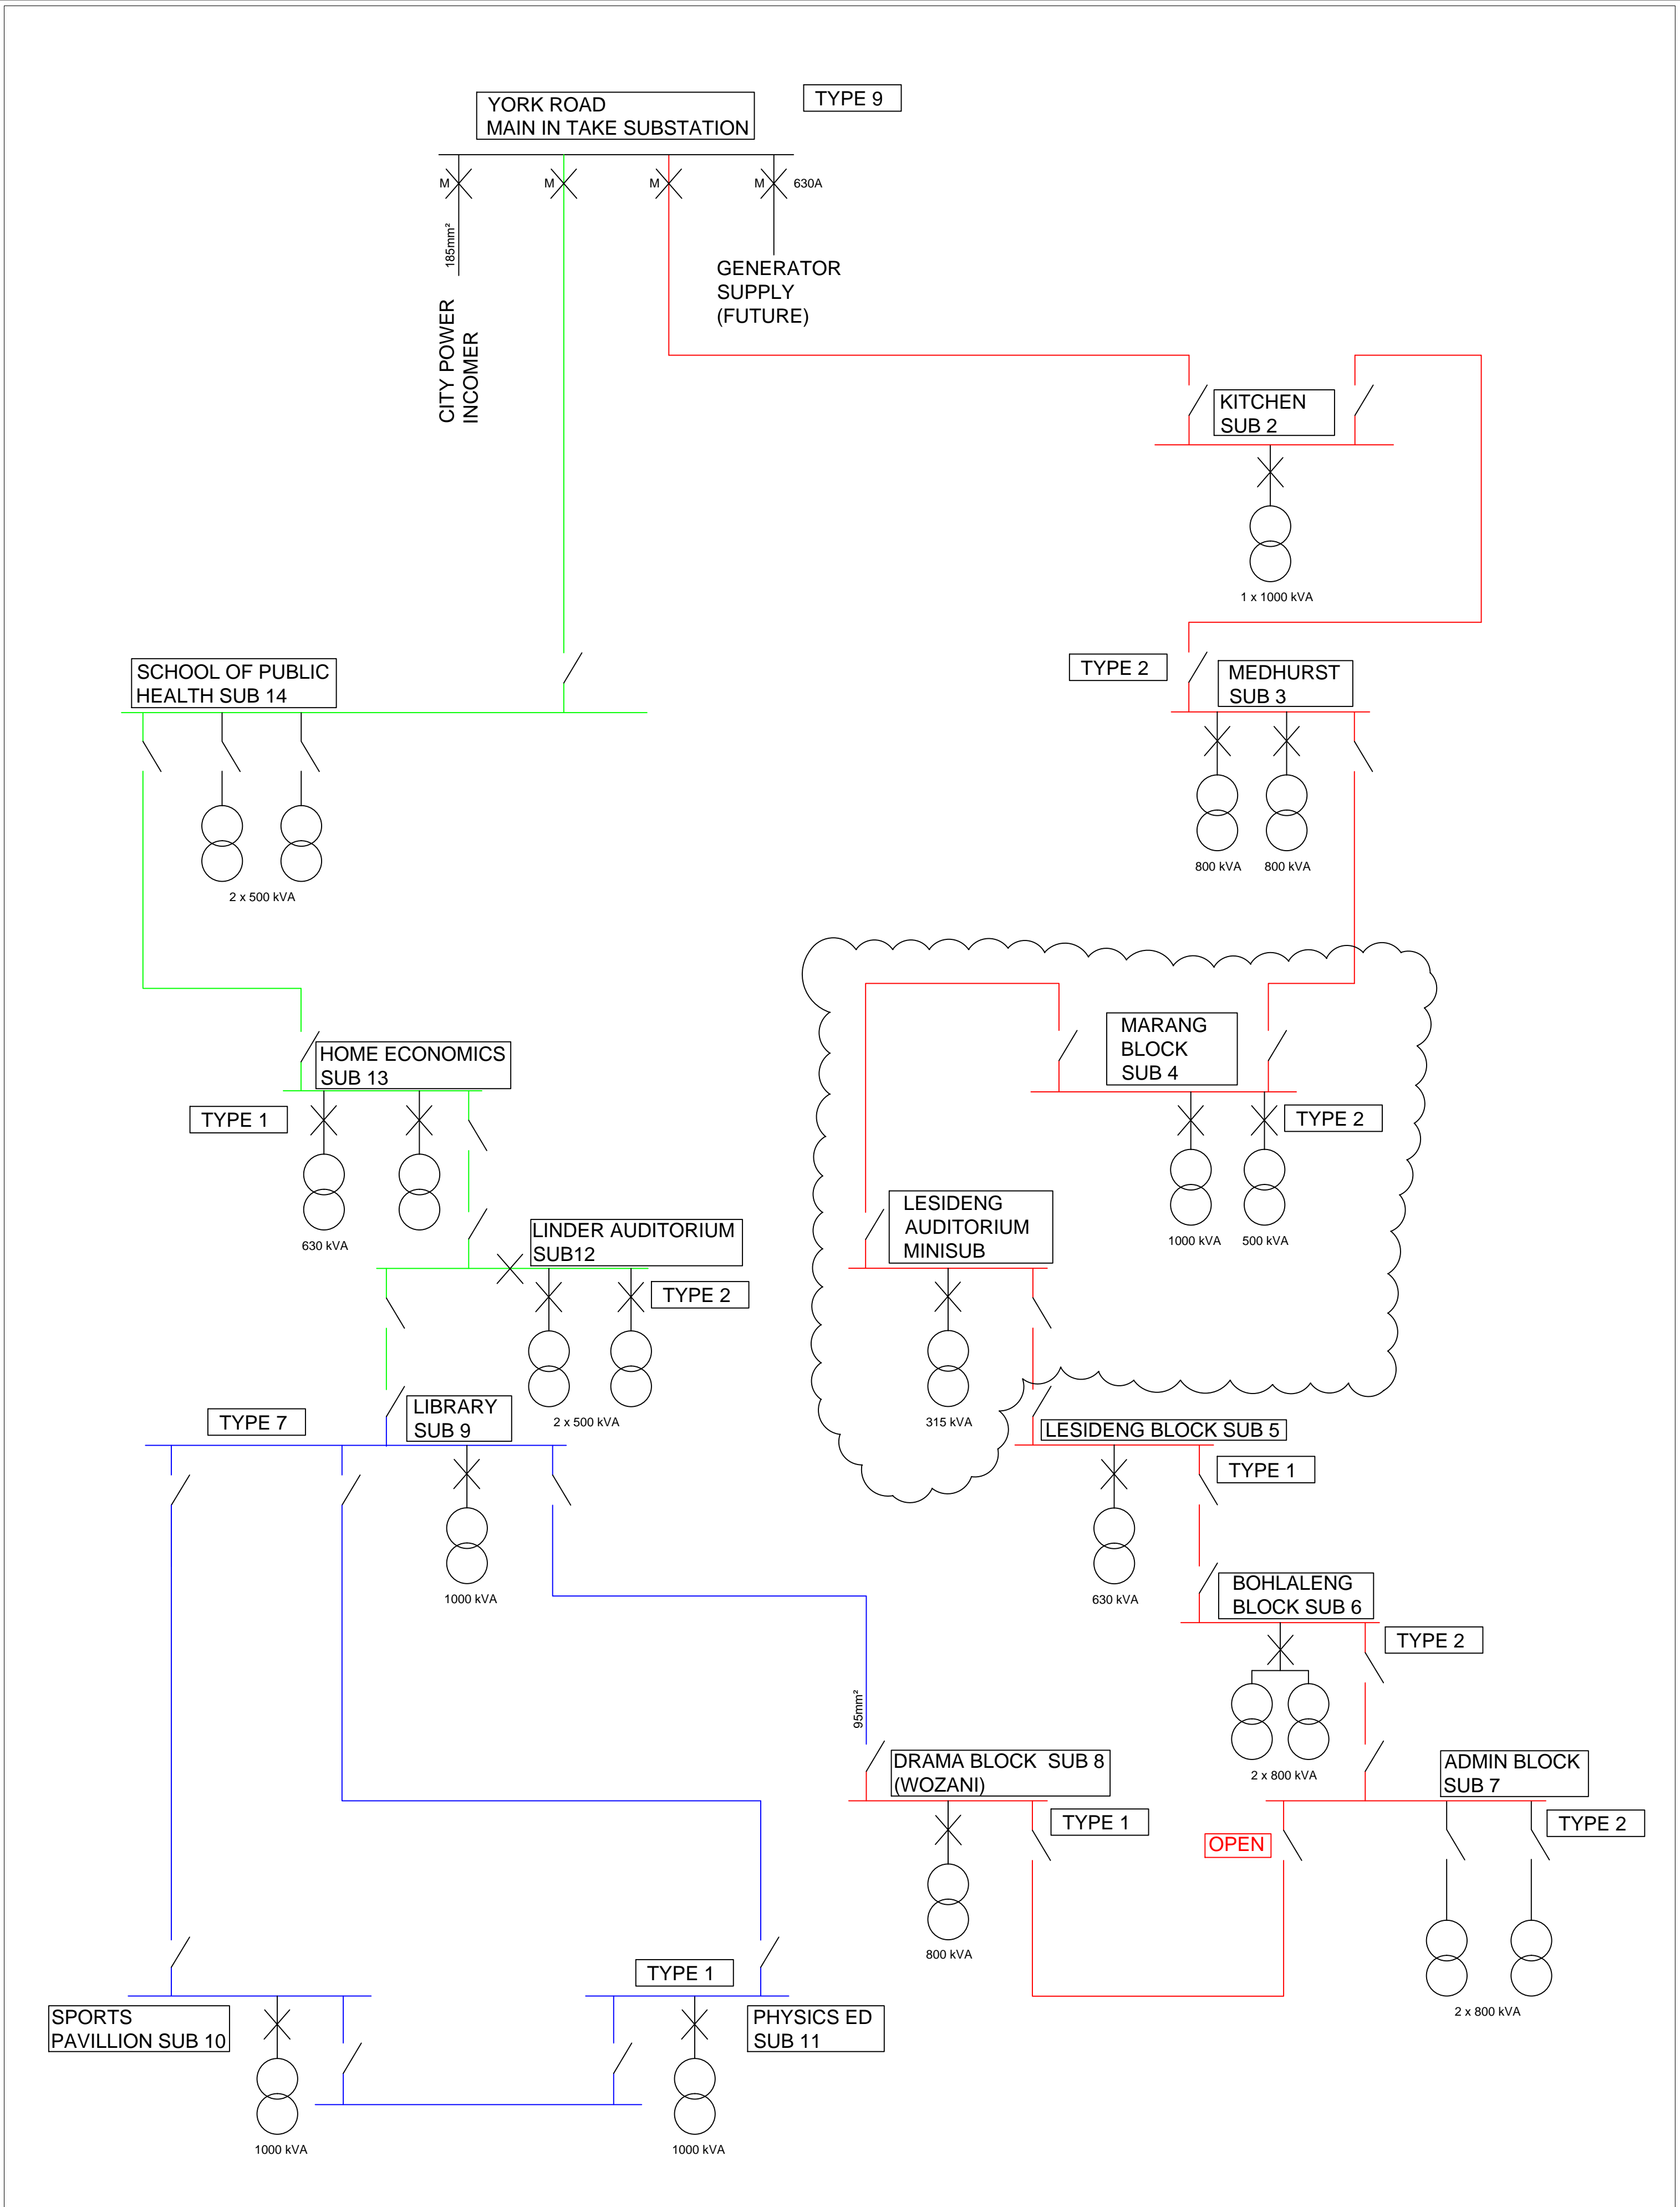 YORK ROAD
MAIN IN TAKE SUBSTATION
TYPE 9
M
M
M
M
630A
185mm²
CITY POWER
INCOMER
GENERATOR
SUPPLY
(FUTURE)
KITCHEN
SUB 2
1 x 1000 kVA
SCHOOL OF PUBLIC
HEALTH SUB 14
2 x 500 kVA
TYPE 2
MEDHURST
SUB 3
800 kVA
800 kVA
MARANG
BLOCK
SUB 4
TYPE 2
1000 kVA
500 kVA
HOME ECONOMICS
SUB 13
TYPE 1
630 kVA
LINDER AUDITORIUM
SUB12
TYPE 2
2 x 500 kVA
LESIDENG
AUDITORIUM
MINISUB
315 kVA
TYPE 7
LIBRARY
SUB 9
1000 kVA
LESIDENG BLOCK SUB 5
TYPE 1
630 kVA
BOHLALENG
BLOCK SUB 6
TYPE 2
2 x 800 kVA
95mm²
DRAMA BLOCK  SUB 8
(WOZANI)
TYPE 1
800 kVA
OPEN
ADMIN BLOCK
SUB 7
TYPE 2
2 x 800 kVA
SPORTS
PAVILLION SUB 10
1000 kVA
TYPE 1
PHYSICS ED
SUB 11
1000 kVA